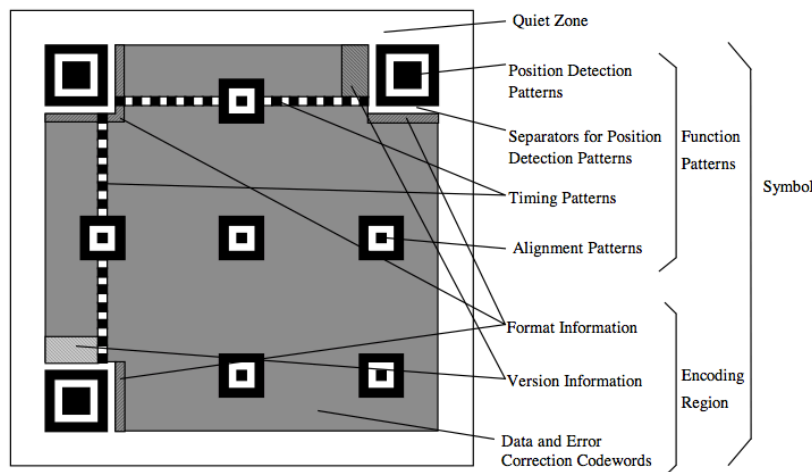 Quiet Zone
Position Detection
Patterns
Separators for Position
Detection Patterns
Function
Patterns
Symbol
Timing Patterns
Alignment Patterns
Format Information
Version Information
Encoding
Region
Data and Error
Correction Codewords